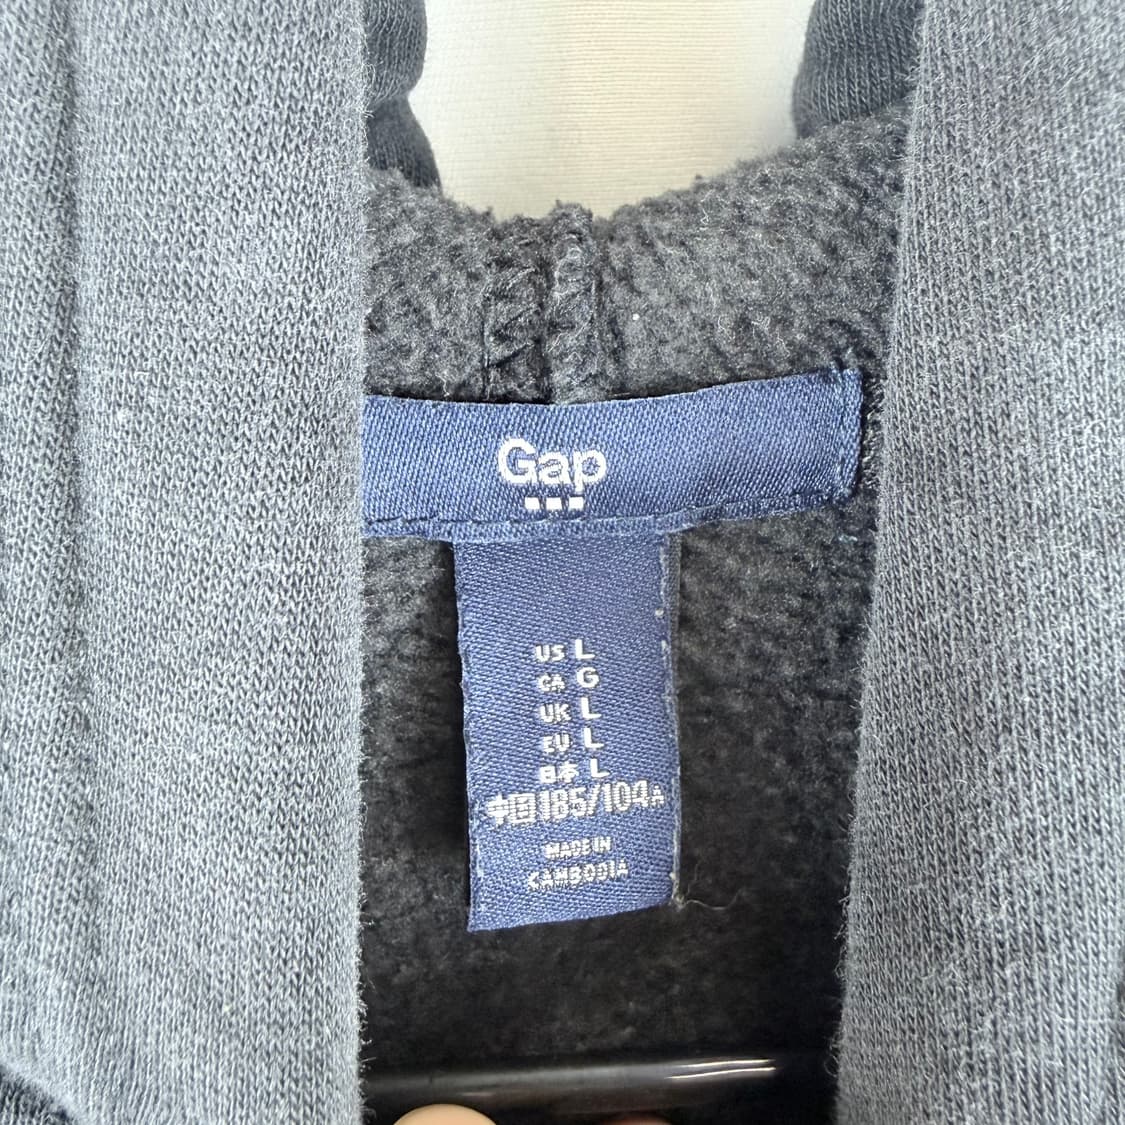 Gap
US L
CA G
UK L
EU L
日本 L
中国 185/104A
MADE IN
CAMBODIA